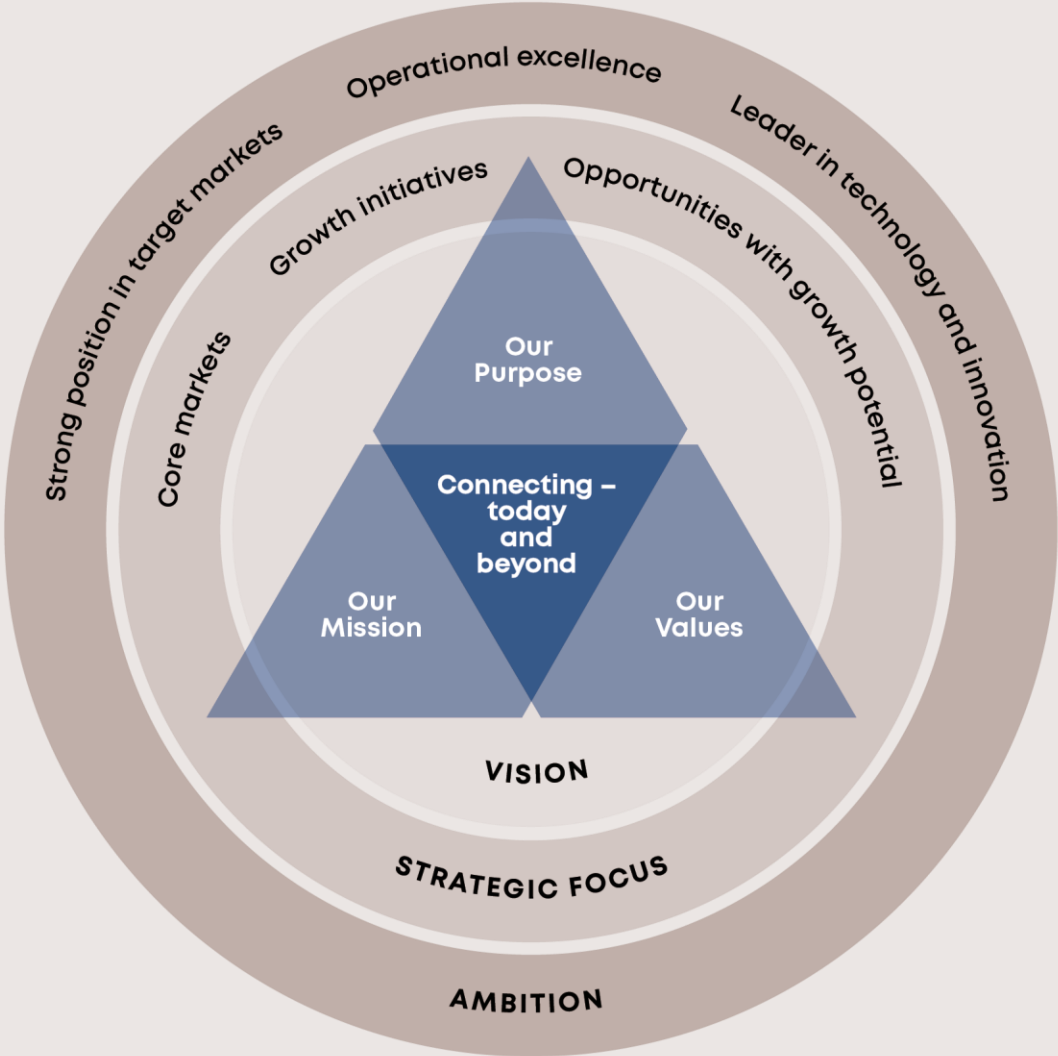 Operational excellence
Strong position in target markets
Leader in technology and innovation
Growth initiatives
Opportunities with growth potential
Core markets
Our
Purpose
Connecting –
today
and
beyond
Our
Mission
Our
Values
VISION
STRATEGIC FOCUS
AMBITION